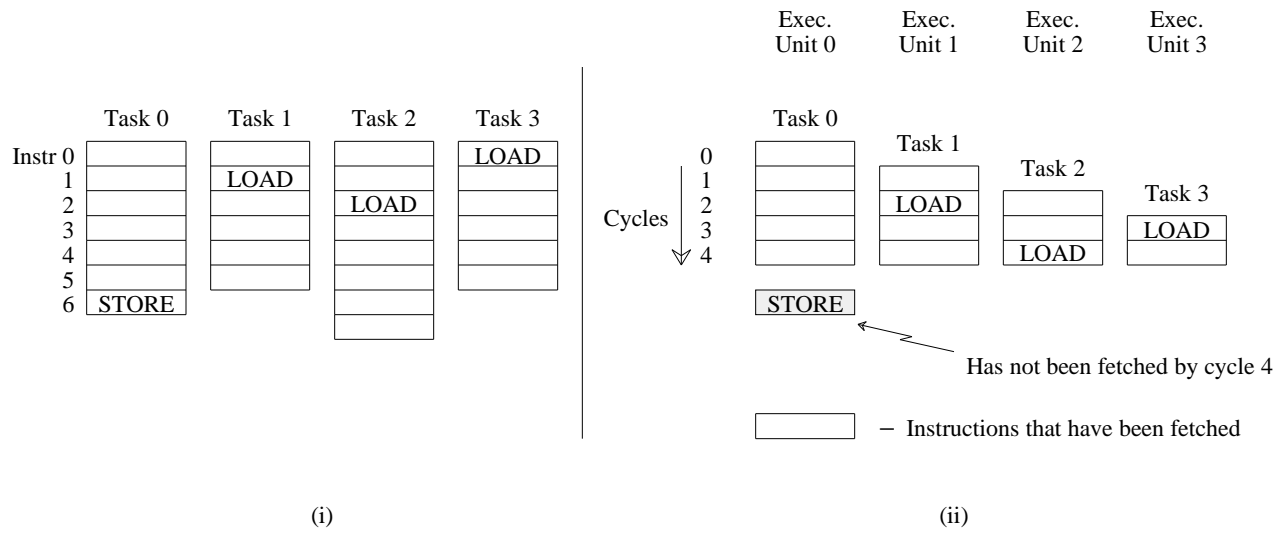 Exec. Exec. Exec. Exec.
Unit 0 Unit 1 Unit 2 Unit 3
Task 0 Task 1 Task 2 Task 3
Instr 0
1
2
3
4
5
6
LOAD
LOAD
LOAD
STORE
Task 0
Task 1
Task 2
Task 3
Cycles
0
1
2
3
4
LOAD
LOAD
LOAD
STORE
Has not been fetched by cycle 4
– Instructions that have been fetched
(i)
(ii)